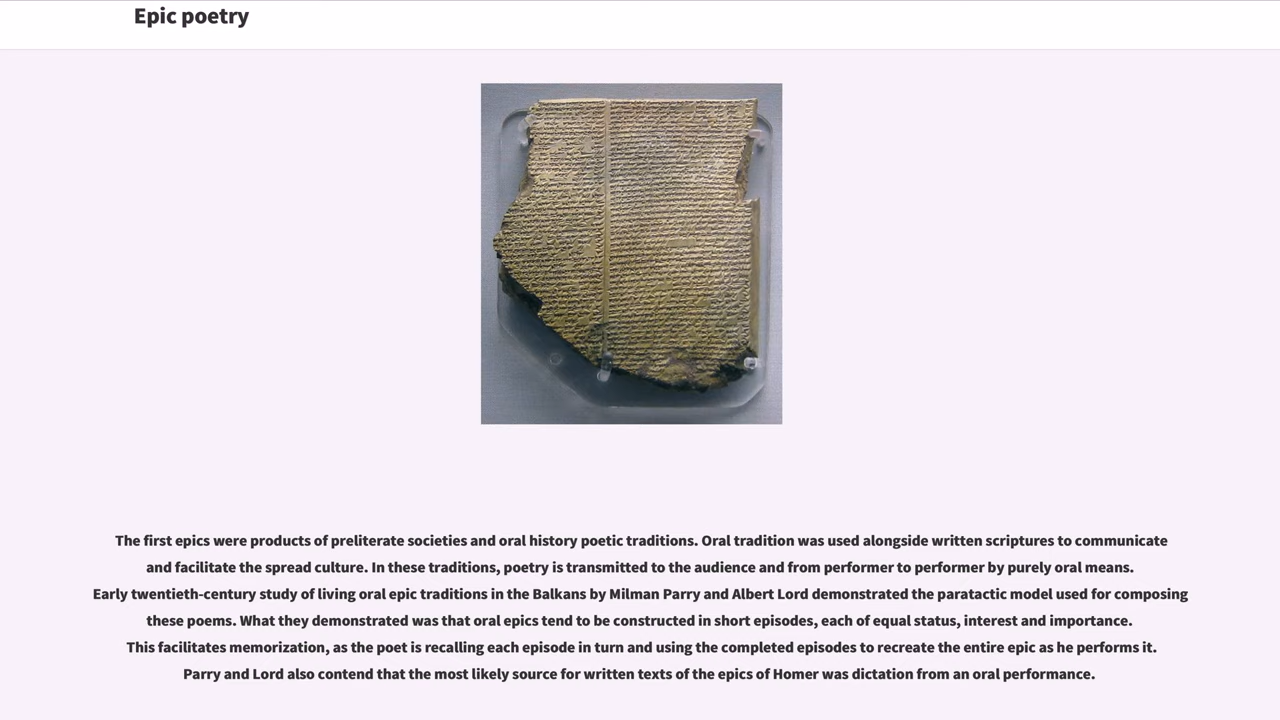 Epic poetry
The first epics were products of preliterate societies and oral history poetic traditions. Oral tradition was used alongside written scriptures to communicate
and facilitate the spread culture. In these traditions, poetry is transmitted to the audience and from performer to performer by purely oral means.
Early twentieth-century study of living oral epic traditions in the Balkans by Milman Parry and Albert Lord demonstrated the paratactic model used for composing
these poems. What they demonstrated was that oral epics tend to be constructed in short episodes, each of equal status, interest and importance.
This facilitates memorization, as the poet is recalling each episode in turn and using the completed episodes to recreate the entire epic as he performs it.
Parry and Lord also contend that the most likely source for written texts of the epics of Homer was dictation from an oral performance.